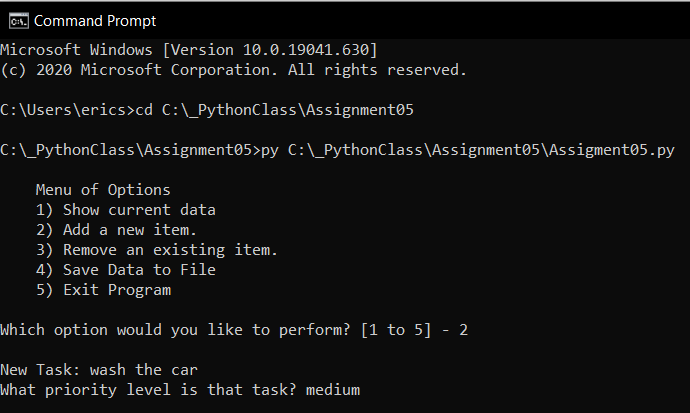 Command Prompt
Microsoft Windows [Version 10.0.19041.630]
(c) 2020 Microsoft Corporation. All rights reserved.
C:\Users\erics>cd C:\_PythonClass\Assignment05
C:\_PythonClass\Assignment05>py C:\_PythonClass\Assignment05\Assigment05.py
Menu of Options
1) Show current data
2) Add a new item.
3) Remove an existing item.
4) Save Data to File
5) Exit Program
Which option would you like to perform? [1 to 5] - 2
New Task: wash the car
What priority level is that task? medium